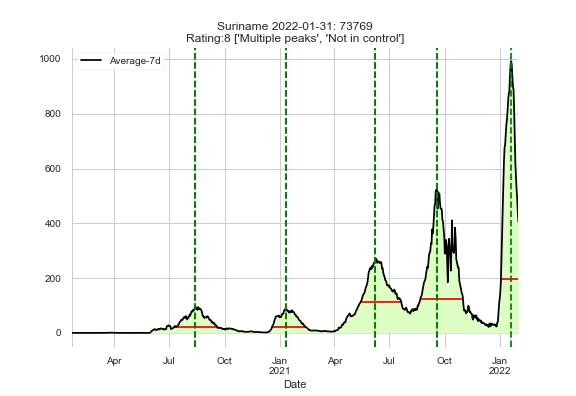 Suriname 2022-01-31: 73769
Rating:8 ['Multiple peaks', 'Not in control']
Average-7d
1000
800
600
400
200
0
Apr Jul Oct Jan Apr Jul Oct Jan
2021 2022
Date